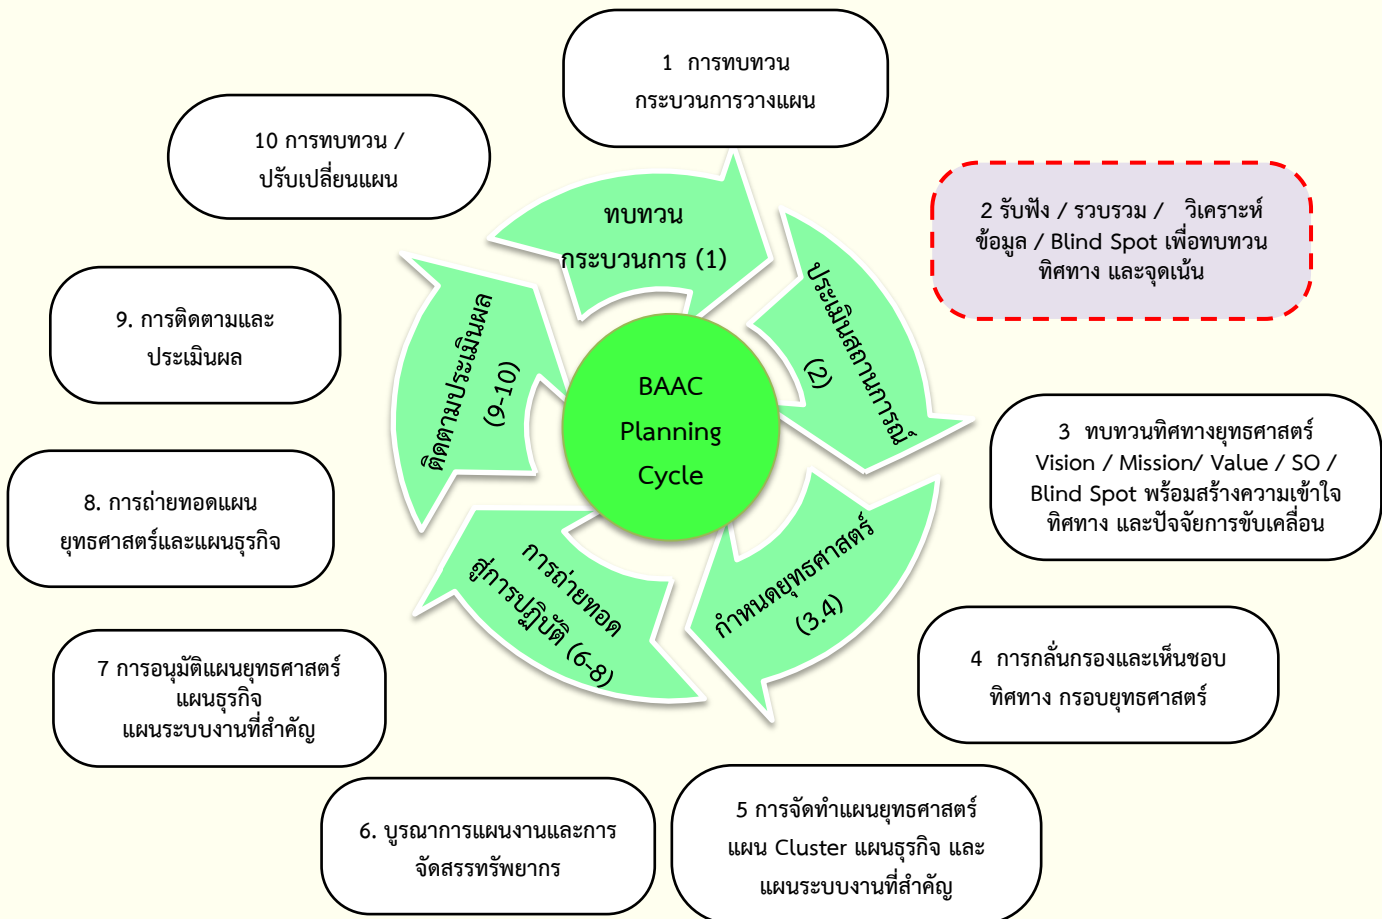 1 การทบทวน
กระบวนการวางแผน
10 การทบทวน /
ปรับเปลี่ยนแผน
2 รับฟัง / รวบรวม / วิเคราะห์
ข้อมูล / Blind Spot เพื่อทบทวน
ทิศทาง และจุดเน้น
ทบทวน
กระบวนการ (1)
ประเมินสถานการณ์
(2)
9. การติดตามและ
ประเมินผล
ติดตามประเมินผล
(9-10)
BAAC
Planning
Cycle
3 ทบทวนทิศทางยุทธศาสตร์
Vision / Mission/ Value / SO /
Blind Spot พร้อมสร้างความเข้าใจ
ทิศทาง และปัจจัยการขับเคลื่อน
8. การถ่ายทอดแผน
ยุทธศาสตร์และแผนธุรกิจ
การถ่ายทอด
สู่การปฏิบัติ (6-8)
กำหนดยุทธศาสตร์
(3.4)
4 การกลั่นกรองและเห็นชอบ
ทิศทาง กรอบยุทธศาสตร์
7 การอนุมัติแผนยุทธศาสตร์
แผนธุรกิจ
แผนระบบงานที่สำคัญ
6. บูรณาการแผนงานและการ
จัดสรรทรัพยากร
5 การจัดทำแผนยุทธศาสตร์
แผน Cluster แผนธุรกิจ และ
แผนระบบงานที่สำคัญ